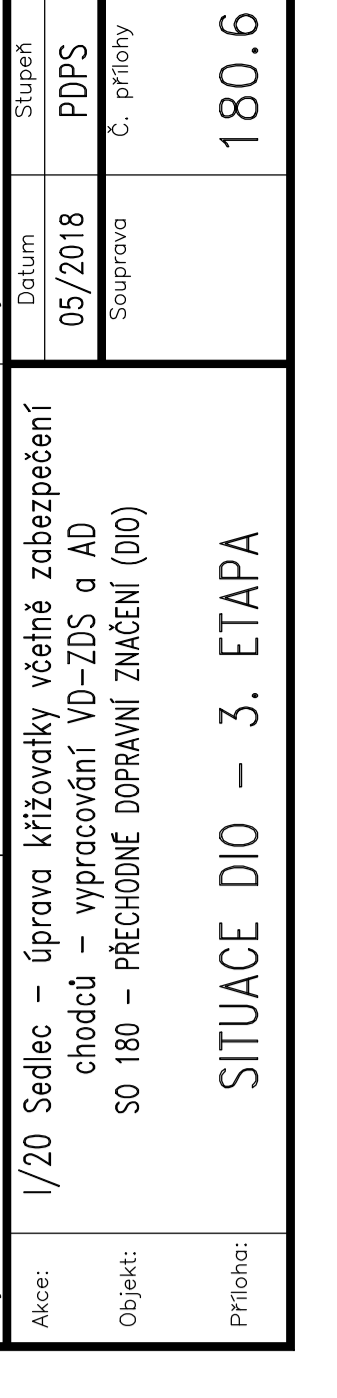 Akce:
I/20 Sedlec – úprava křižovatky včetně zabezpečení
chodců – vypracování VD–ZDS a AD
Objekt:
SO 180 – PŘECHODNÉ DOPRAVNÍ ZNAČENÍ (DIO)
Příloha:
SITUACE DIO – 3. ETAPA
Datum
Stupeň
05/2018
PDPS
Souprava
Č. přílohy
180.6